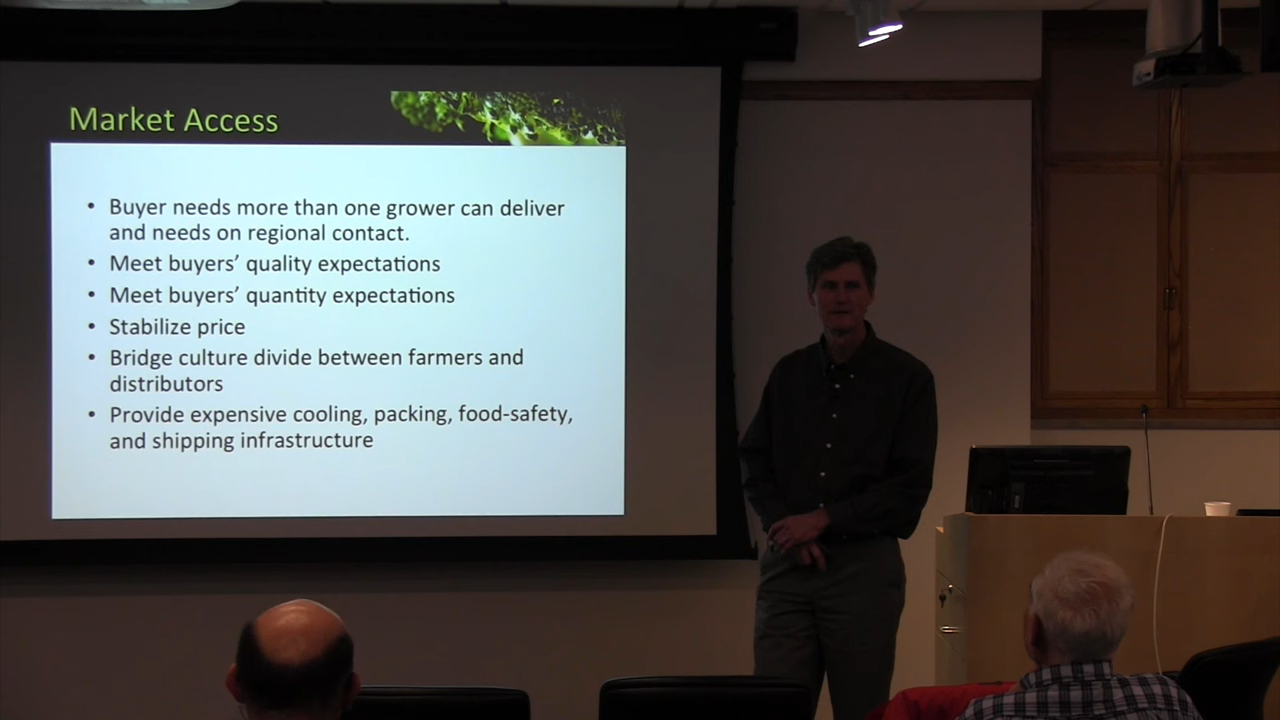 Market Access
• Buyer needs more than one grower can deliver
and needs on regional contact.
• Meet buyers' quality expectations
• Meet buyers' quantity expectations
• Stabilize price
• Bridge culture divide between farmers and
distributors
• Provide expensive cooling, packing, food-safety,
and shipping infrastructure